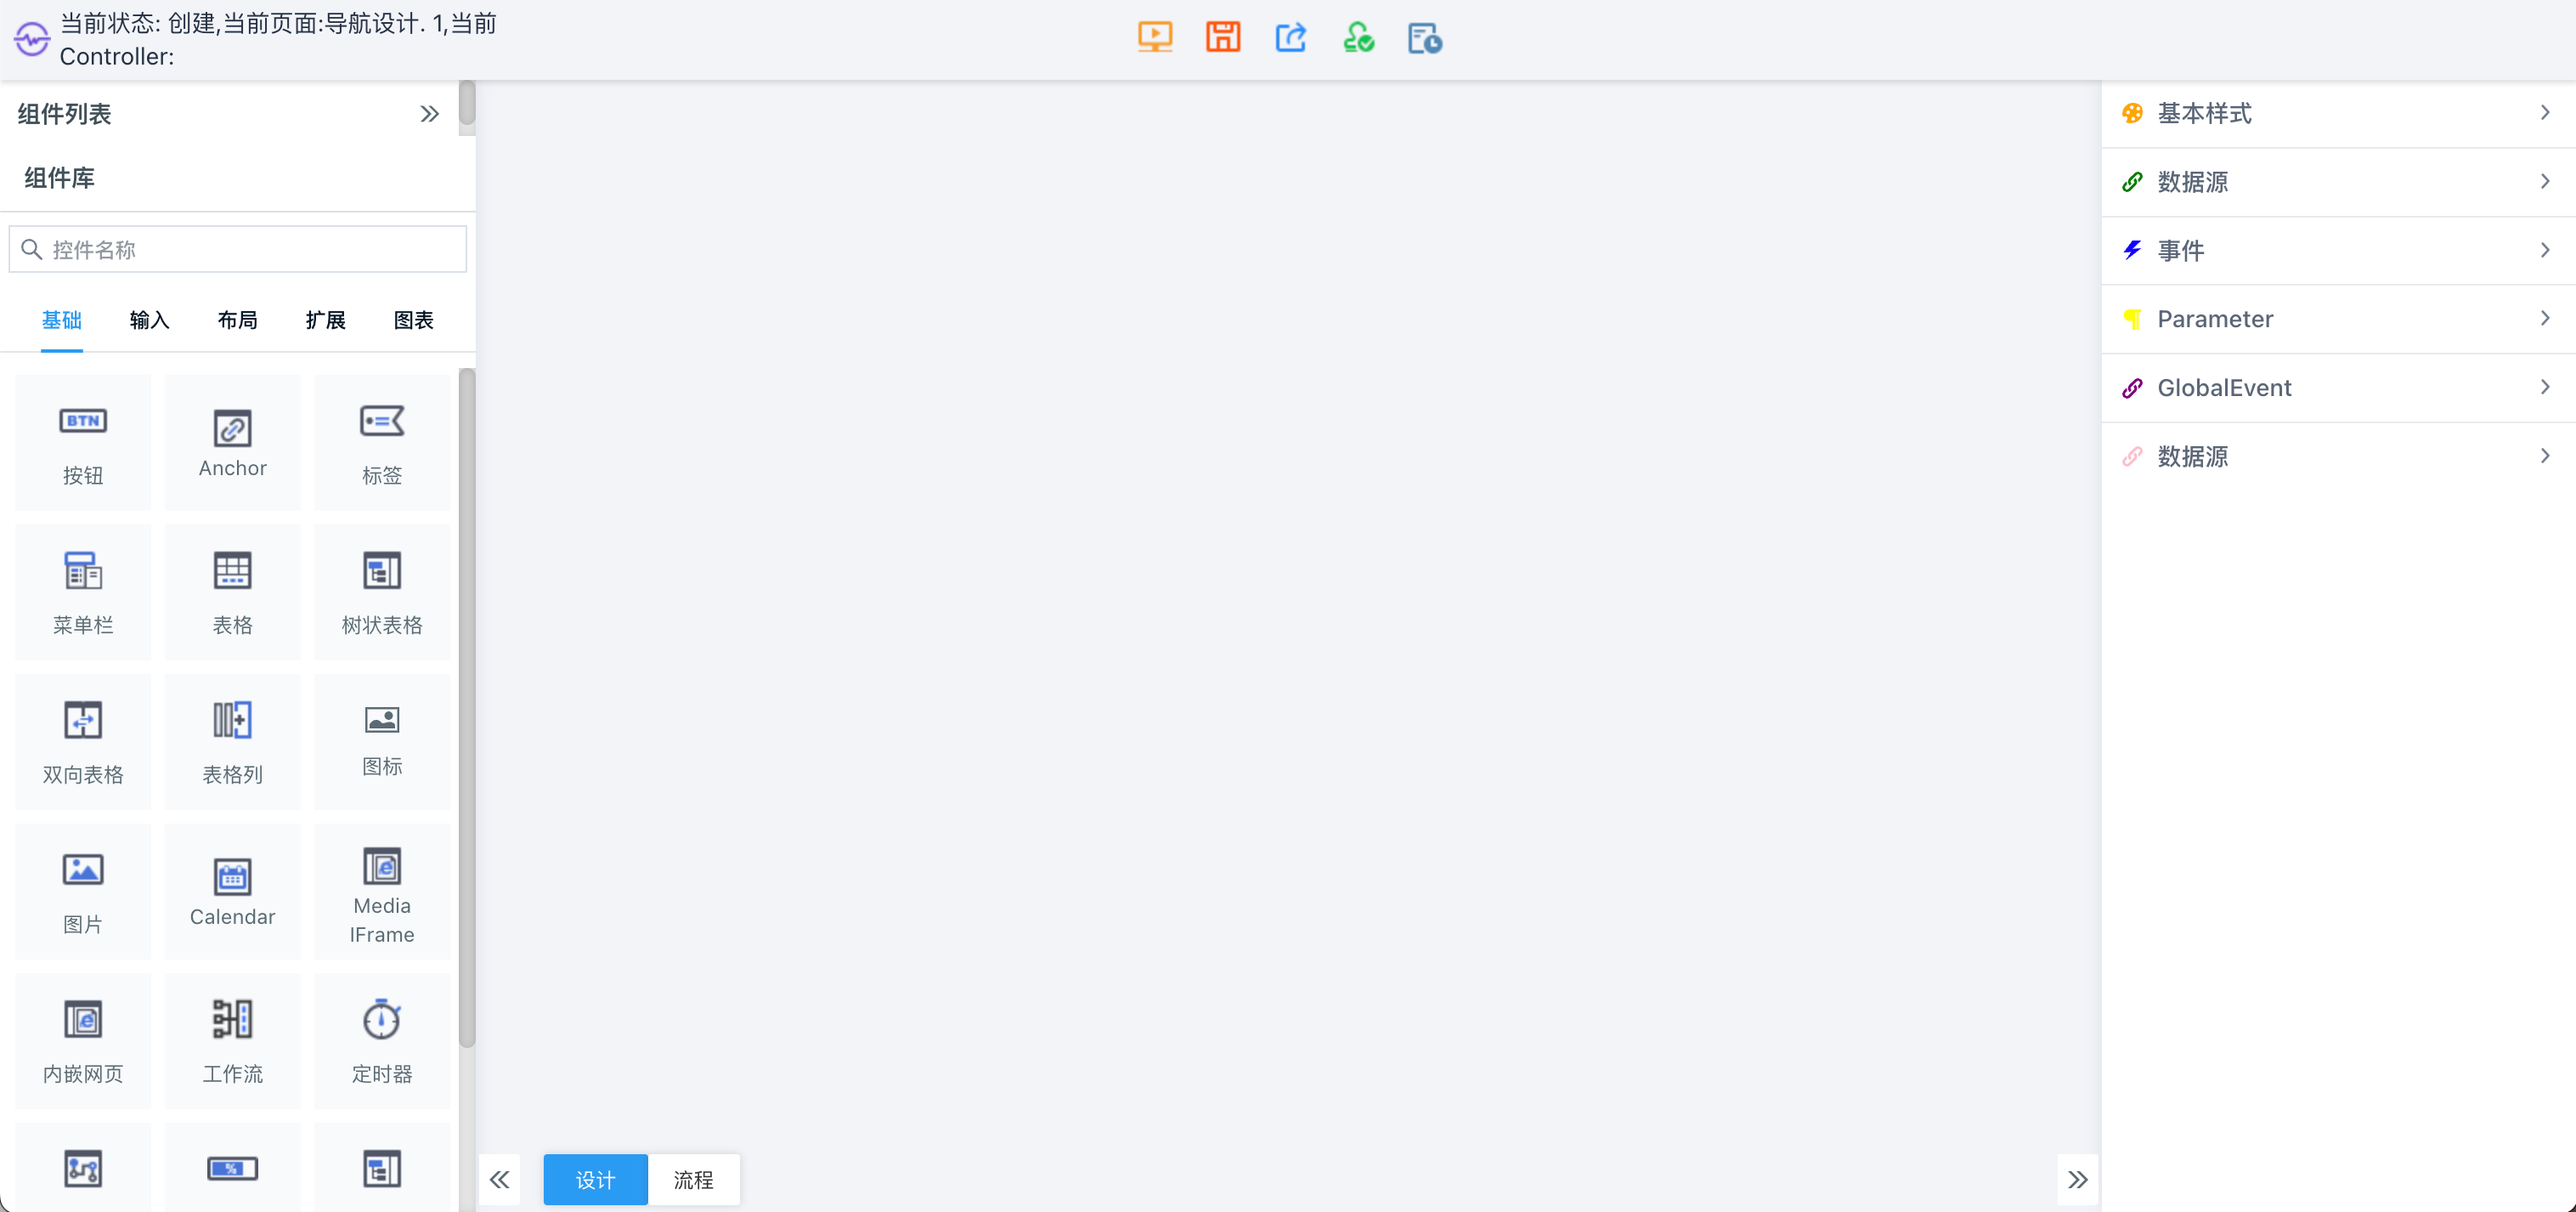 当前状态: 创建,当前页面:导航设计. 1,当前
Controller:
组件列表
组件库
控件名称
基础 输入 布局 扩展 图表
BTN
按钮 Anchor 标签
菜单栏 表格 树状表格
双向表格 表格列 图标
图片 Calendar Media
IFrame
内嵌网页 工作流 定时器
%
设计 流程
基本样式
数据源
事件
Parameter
GlobalEvent
数据源